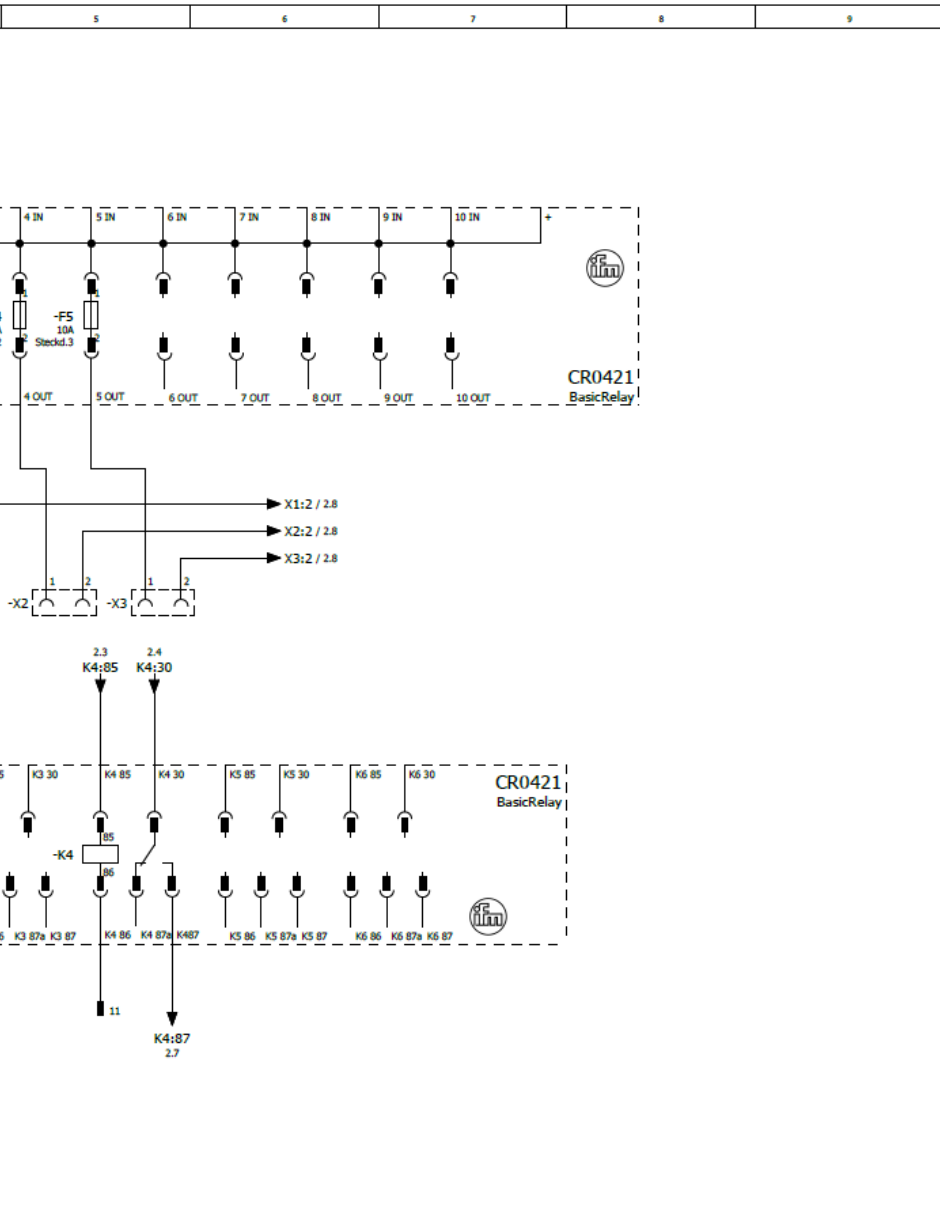 5 6 7 8 9
4 IN 5 IN 6 IN 7 IN 8 IN 9 IN 10 IN +
ifm
1 1
-F5
10A
Steckd.3
2 2
CR0421
BasicRelay
4 OUT 5 OUT 6 OUT 7 OUT 8 OUT 9 OUT 10 OUT
X1:2 / 2.8
X2:2 / 2.8
X3:2 / 2.8
1 2 1 2
-X2 -X3
2.3 2.4
K4:85 K4:30
K3 30 K4 85 K4 30 K5 85 K5 30 K6 85 K6 30
CR0421
BasicRelay
85
-K4
86
ifm
K3 87a K3 87 K4 86 K4 87a K487 K5 86 K5 87a K5 87 K6 86 K6 87a K6 87
11
K4:87
2.7